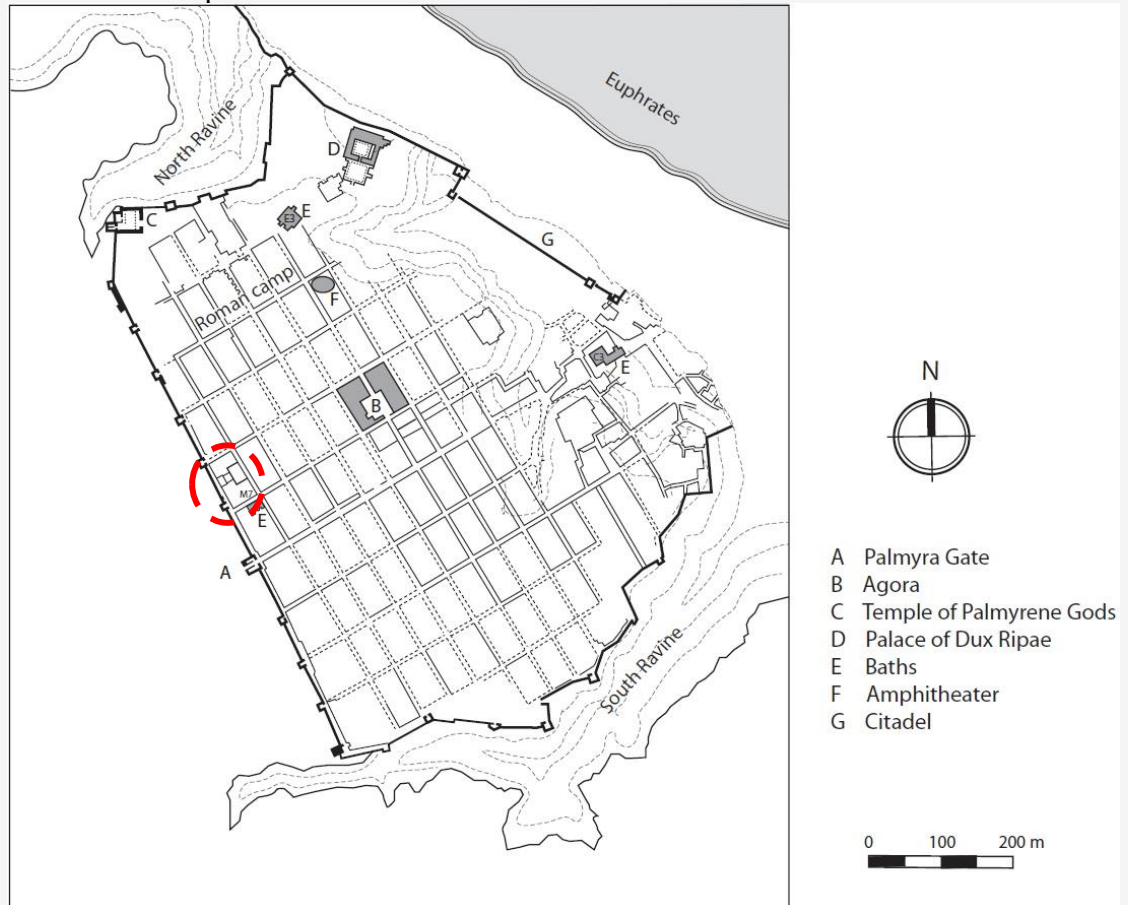 Euphrates
North Ravine
D
C
E3
E
G
Roman camp
F
C3
E
B
N
M7
E
A
South Ravine
A Palmyra Gate
B Agora
C Temple of Palmyrene Gods
D Palace of Dux Ripae
E Baths
F Amphitheater
G Citadel
0 100 200 m